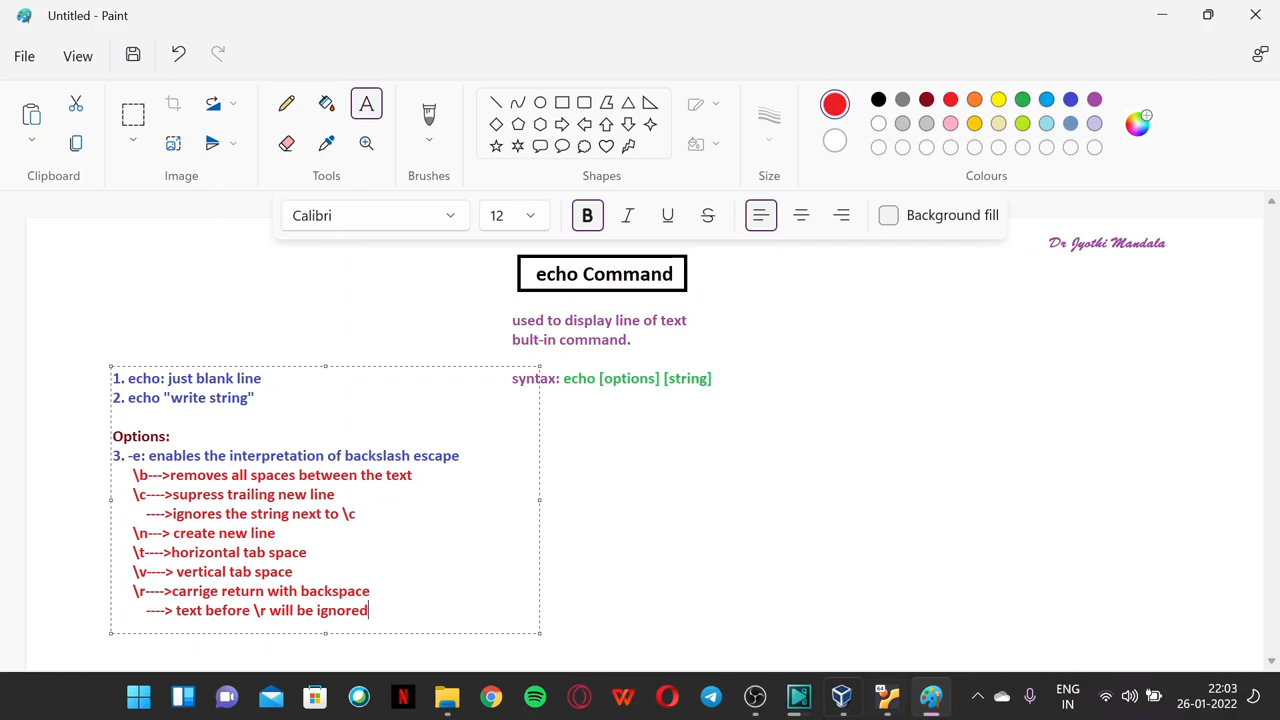 Untitled - Paint
File
View
Clipboard
Image
Tools
Brushes
Shapes
Size
Colours
Calibri
12
B
I
U
S
Background fill
Dr Jyothi Mandala
echo Command
used to display line of text
bult-in command.
syntax: echo [options] [string]
1. echo: just blank line
2. echo "write string"
Options:
3. -e: enables the interpretation of backslash escape
\b--->removes all spaces between the text
\c---->supress trailing new line
---->ignores the string next to \c
\n---> create new line
\t---->horizontal tab space
\v----> vertical tab space
\r---->carrige return with backspace
----> text before \r will be ignored
ENG
IN
22:03
26-01-2022